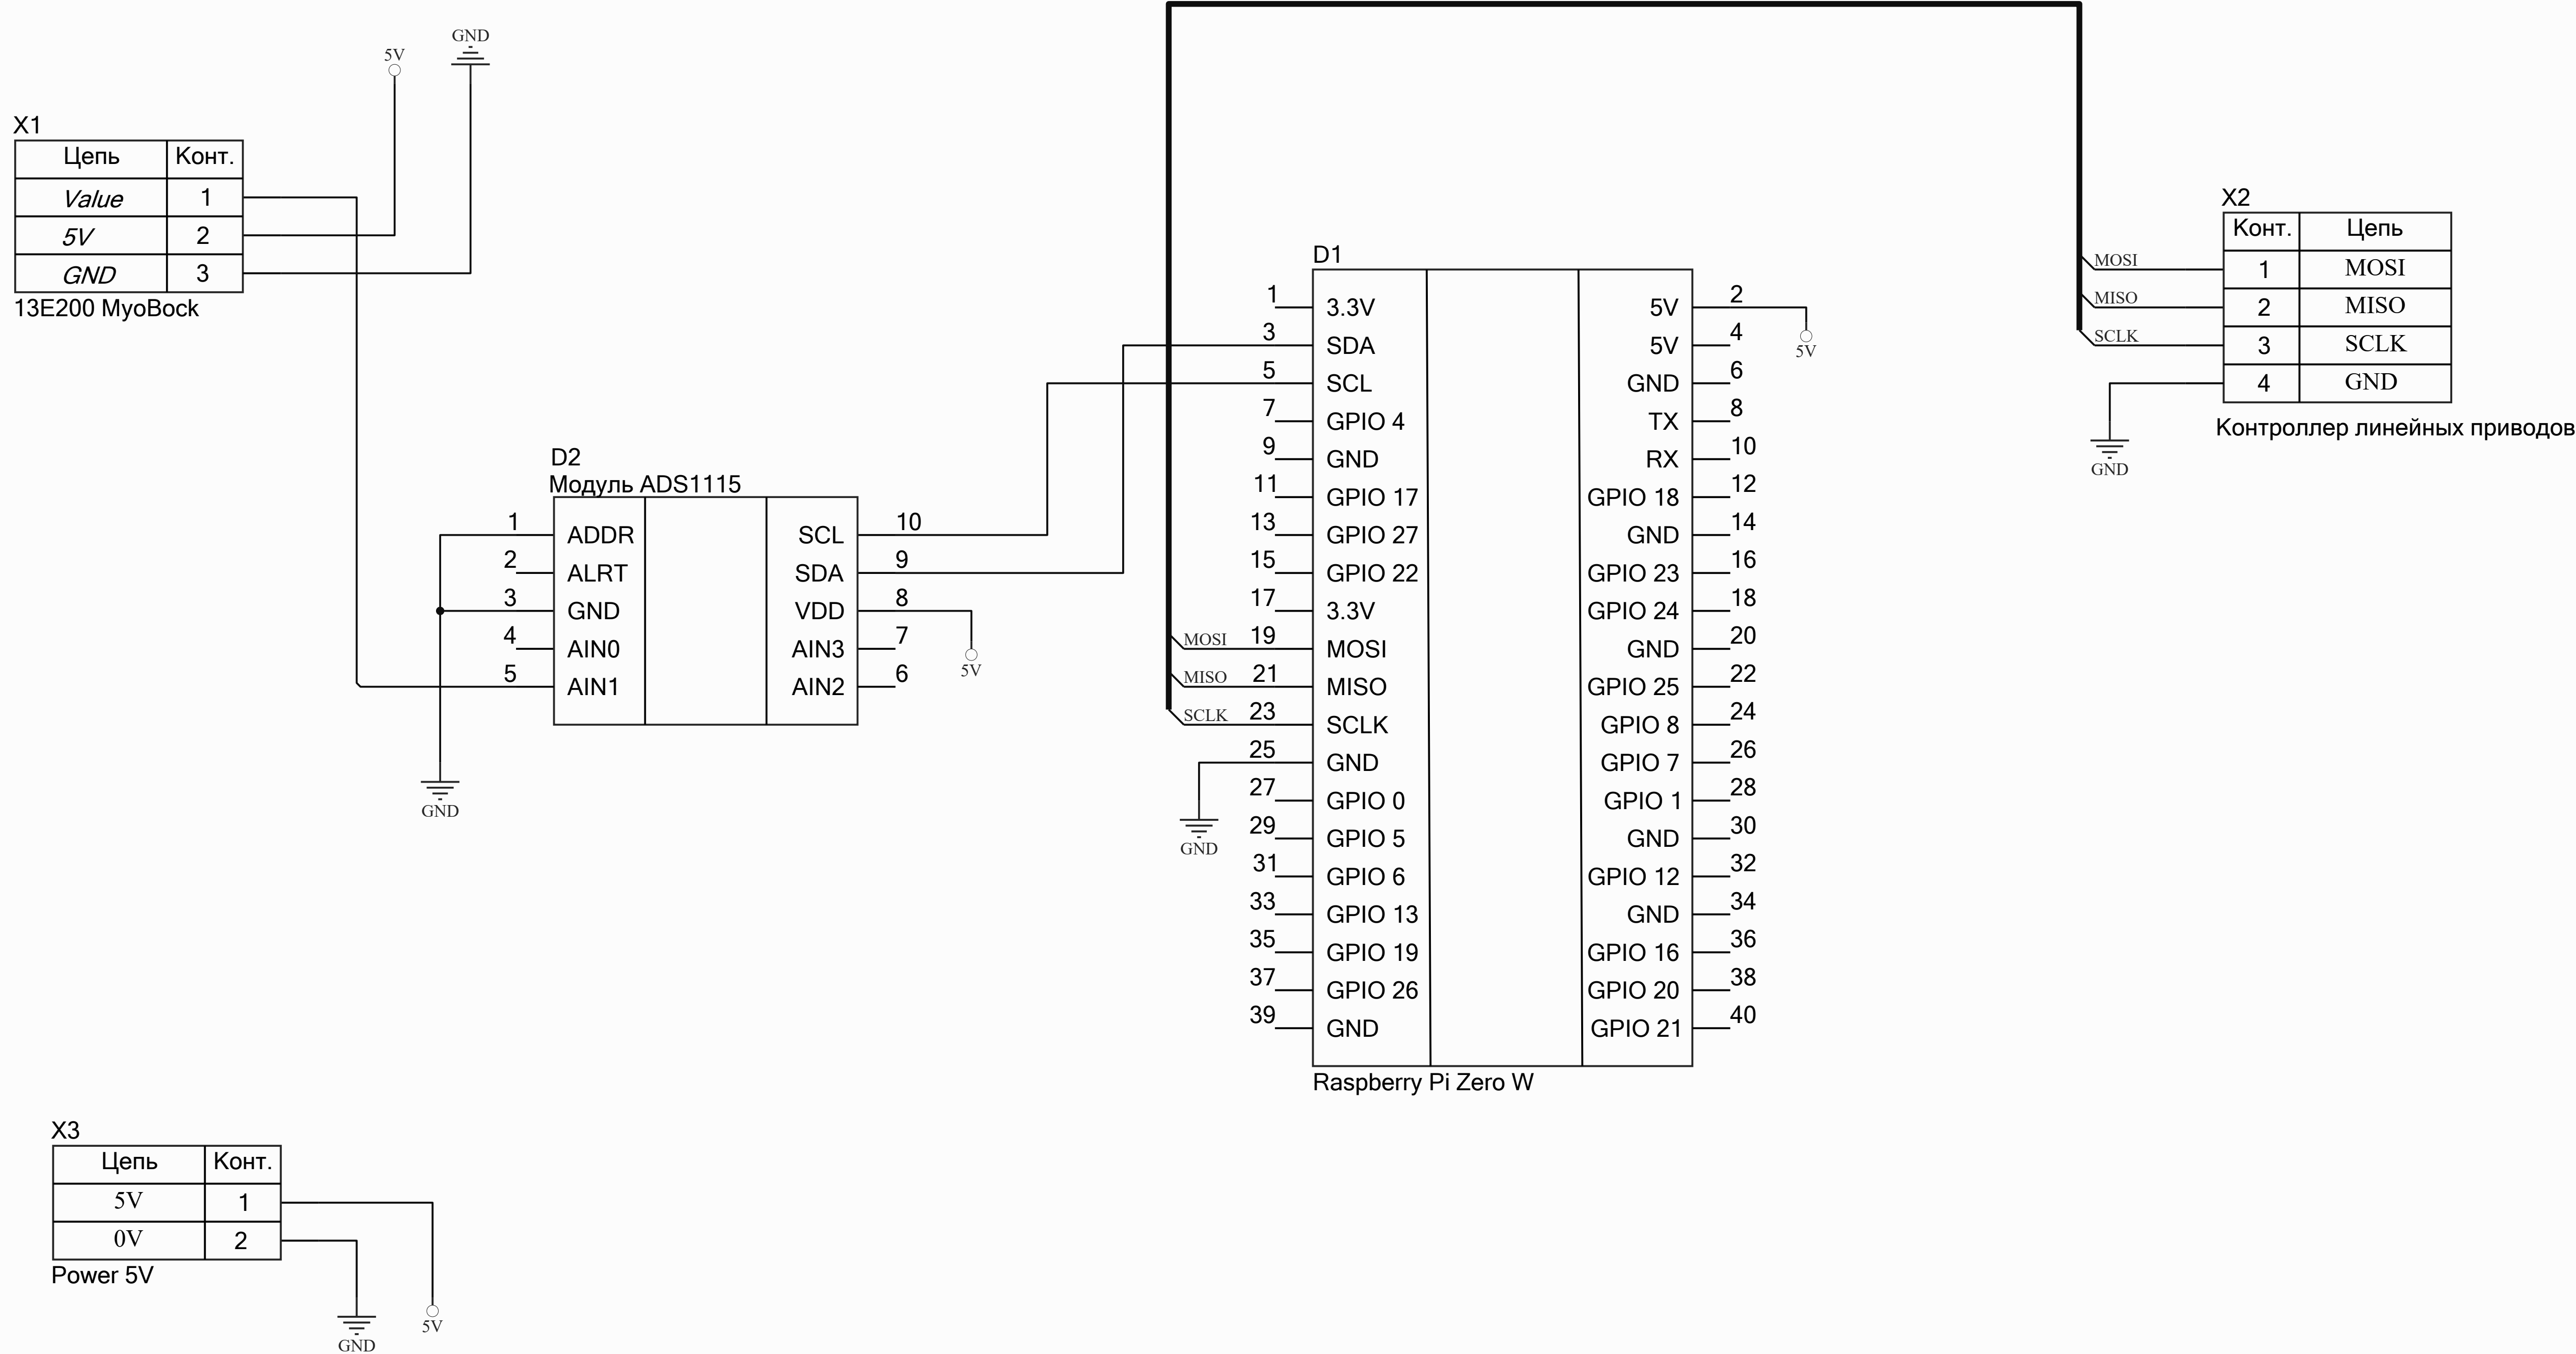 GND
5V
X1
Цепь Конт.
Value 1
5V 2
GND 3
13E200 MyoBock
X2
Конт. Цепь
MOSI 1 MOSI
MISO 2 MISO
SCLK 3 SCLK
4 GND
Контроллер линейных приводов
GND
D1
1 3.3V 5V 2
3 SDA 5V 4
5V
5 SCL GND 6
7 GPIO 4 TX 8
9 GND RX 10
11 GPIO 17 GPIO 18 12
13 GPIO 27 GND 14
15 GPIO 22 GPIO 23 16
17 3.3V GPIO 24 18
MOSI 19 MOSI GND 20
MISO 21 MISO GPIO 25 22
SCLK 23 SCLK GPIO 8 24
25 GND GPIO 7 26
27 GPIO 0 GPIO 1 28
GND
29 GPIO 5 GND 30
31 GPIO 6 GPIO 12 32
33 GPIO 13 GND 34
35 GPIO 19 GPIO 16 36
37 GPIO 26 GPIO 20 38
39 GND GPIO 21 40
Raspberry Pi Zero W
D2
Модуль ADS1115
1 ADDR SCL 10
2 ALRT SDA 9
3 GND VDD 8
4 AIN0 AIN3 7
5V
5 AIN1 AIN2 6
GND
X3
Цепь Конт.
5V 1
0V 2
Power 5V
5V
GND